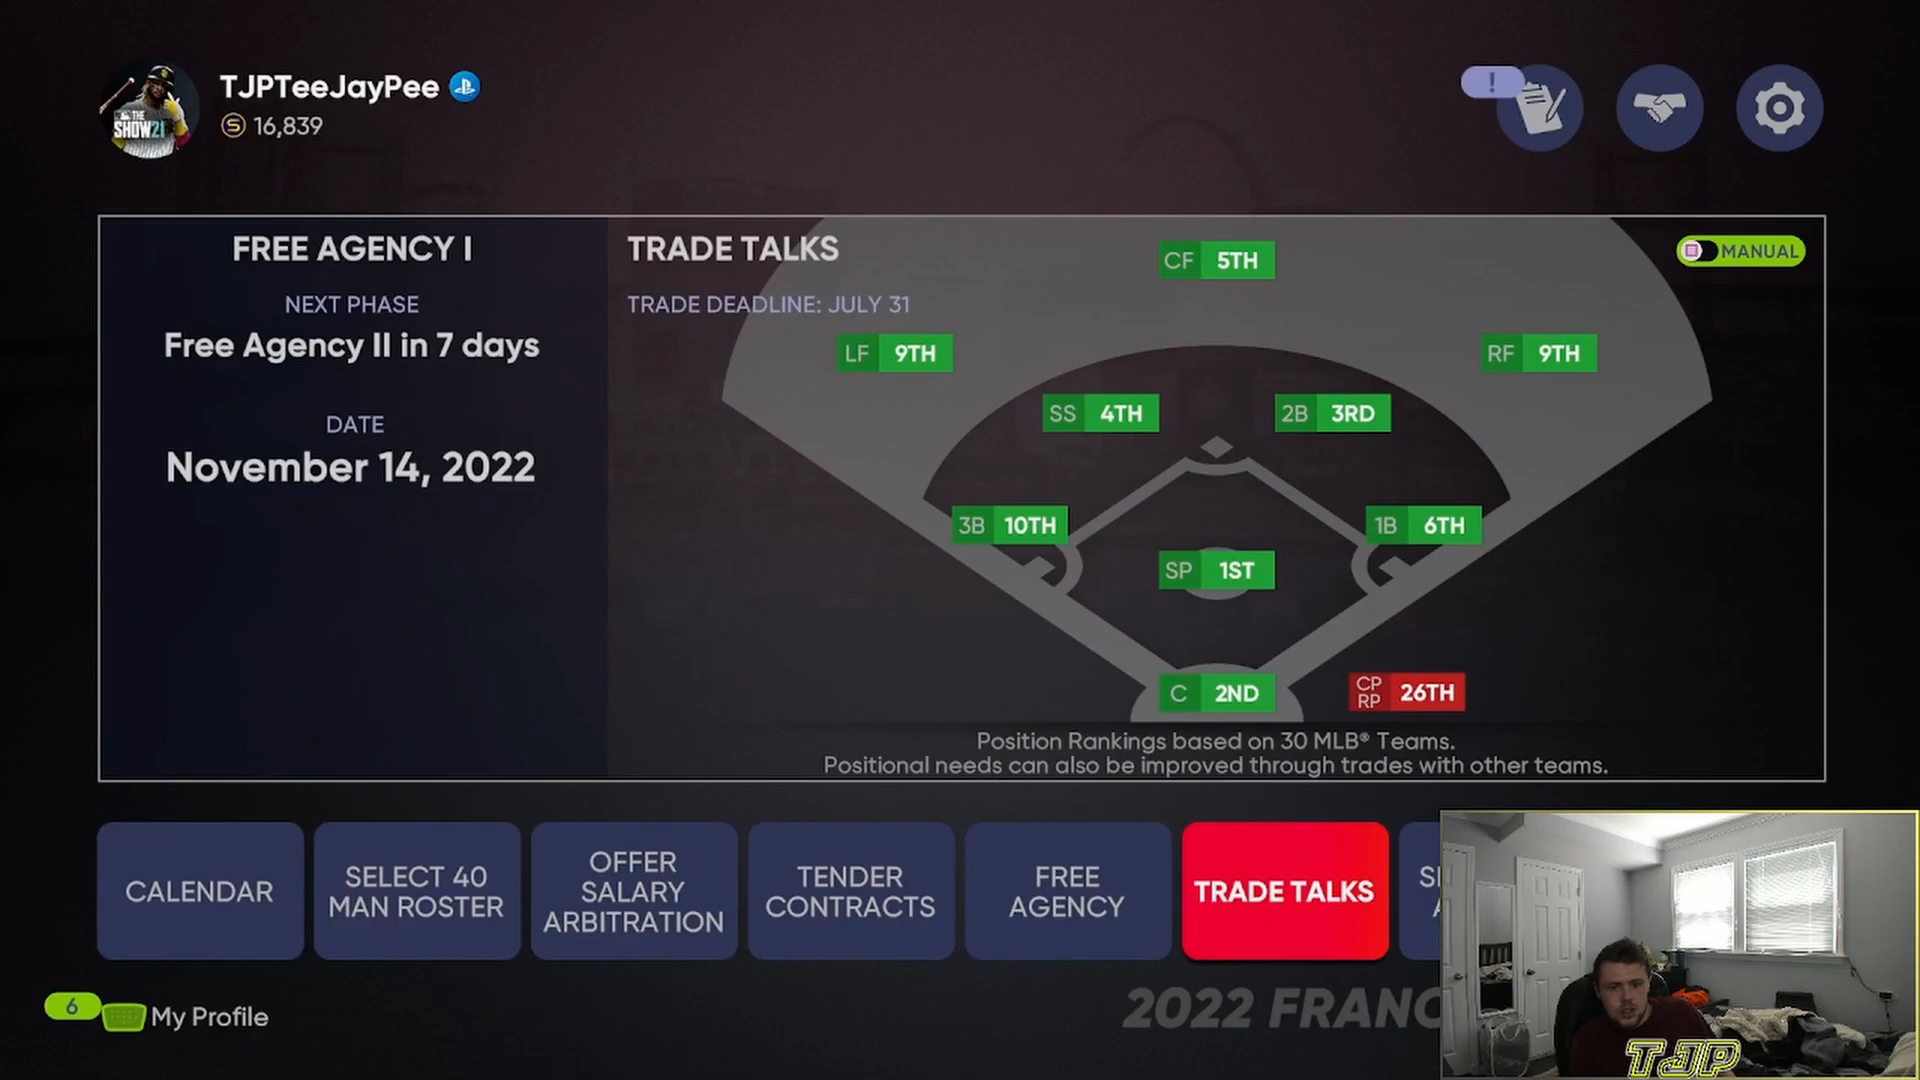 TJPTeeJayPee
THE
SHOW21
16,839
!
FREE AGENCY I
NEXT PHASE
Free Agency II in 7 days
DATE
November 14, 2022
TRADE TALKS
TRADE DEADLINE: JULY 31
MANUAL
CF 5TH
LF 9TH
RF 9TH
SS 4TH
2B 3RD
3B 10TH
1B 6TH
SP 1ST
C 2ND
CP
RP 26TH
Position Rankings based on 30 MLB® Teams.
Positional needs can also be improved through trades with other teams.
CALENDAR
SELECT 40
MAN ROSTER
OFFER
SALARY
ARBITRATION
TENDER
CONTRACTS
FREE
AGENCY
TRADE TALKS
6
My Profile
2022 FRANC
TJP